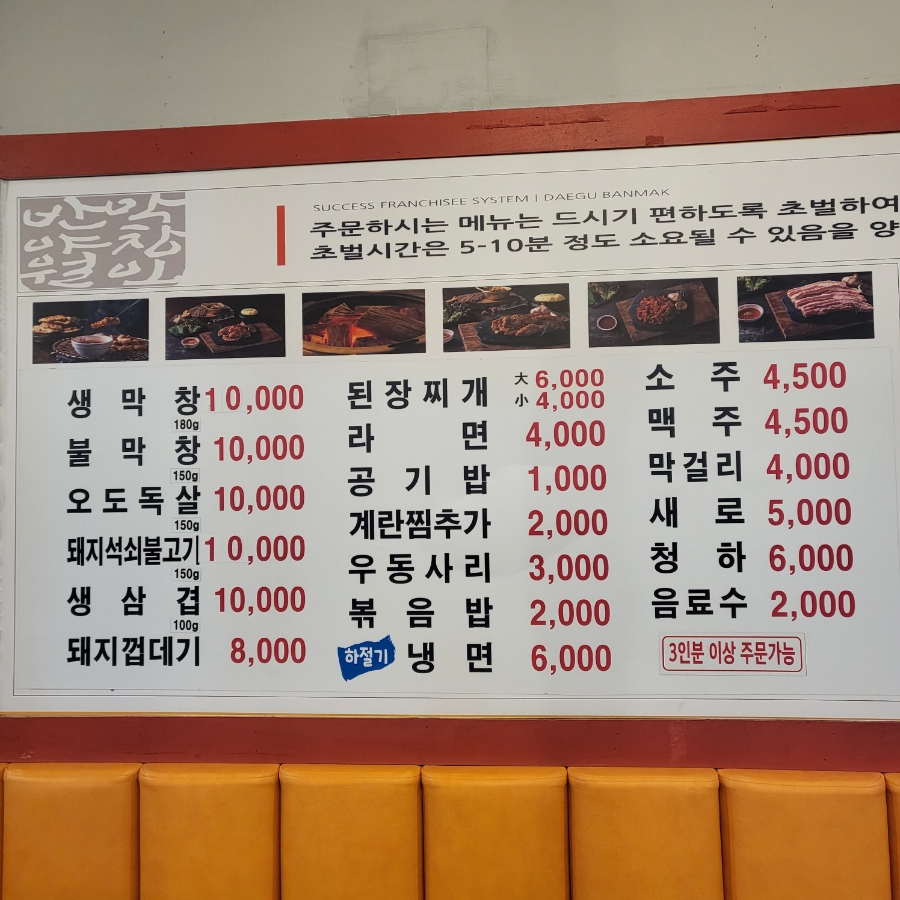 반막
야창
월인
SUCCESS FRANCHISEE SYSTEM | DAEGU BANMAK
주문하시는 메뉴는 드시기 편하도록 초벌하여
초벌시간은 5-10분 정도 소요될 수 있음을 양
생막창 10,000
180g
불막창 10,000
150g
오도독살 10,000
150g
돼지석쇠불고기 10,000
150g
생삼겹 10,000
100g
돼지껍데기 8,000
된장찌개 大 6,000
小 4,000
라면 4,000
공기밥 1,000
계란찜추가 2,000
우동사리 3,000
볶음밥 2,000
하절기 냉면 6,000
소주 4,500
맥주 4,500
막걸리 4,000
새로 5,000
청하 6,000
음료수 2,000
3인분 이상 주문가능